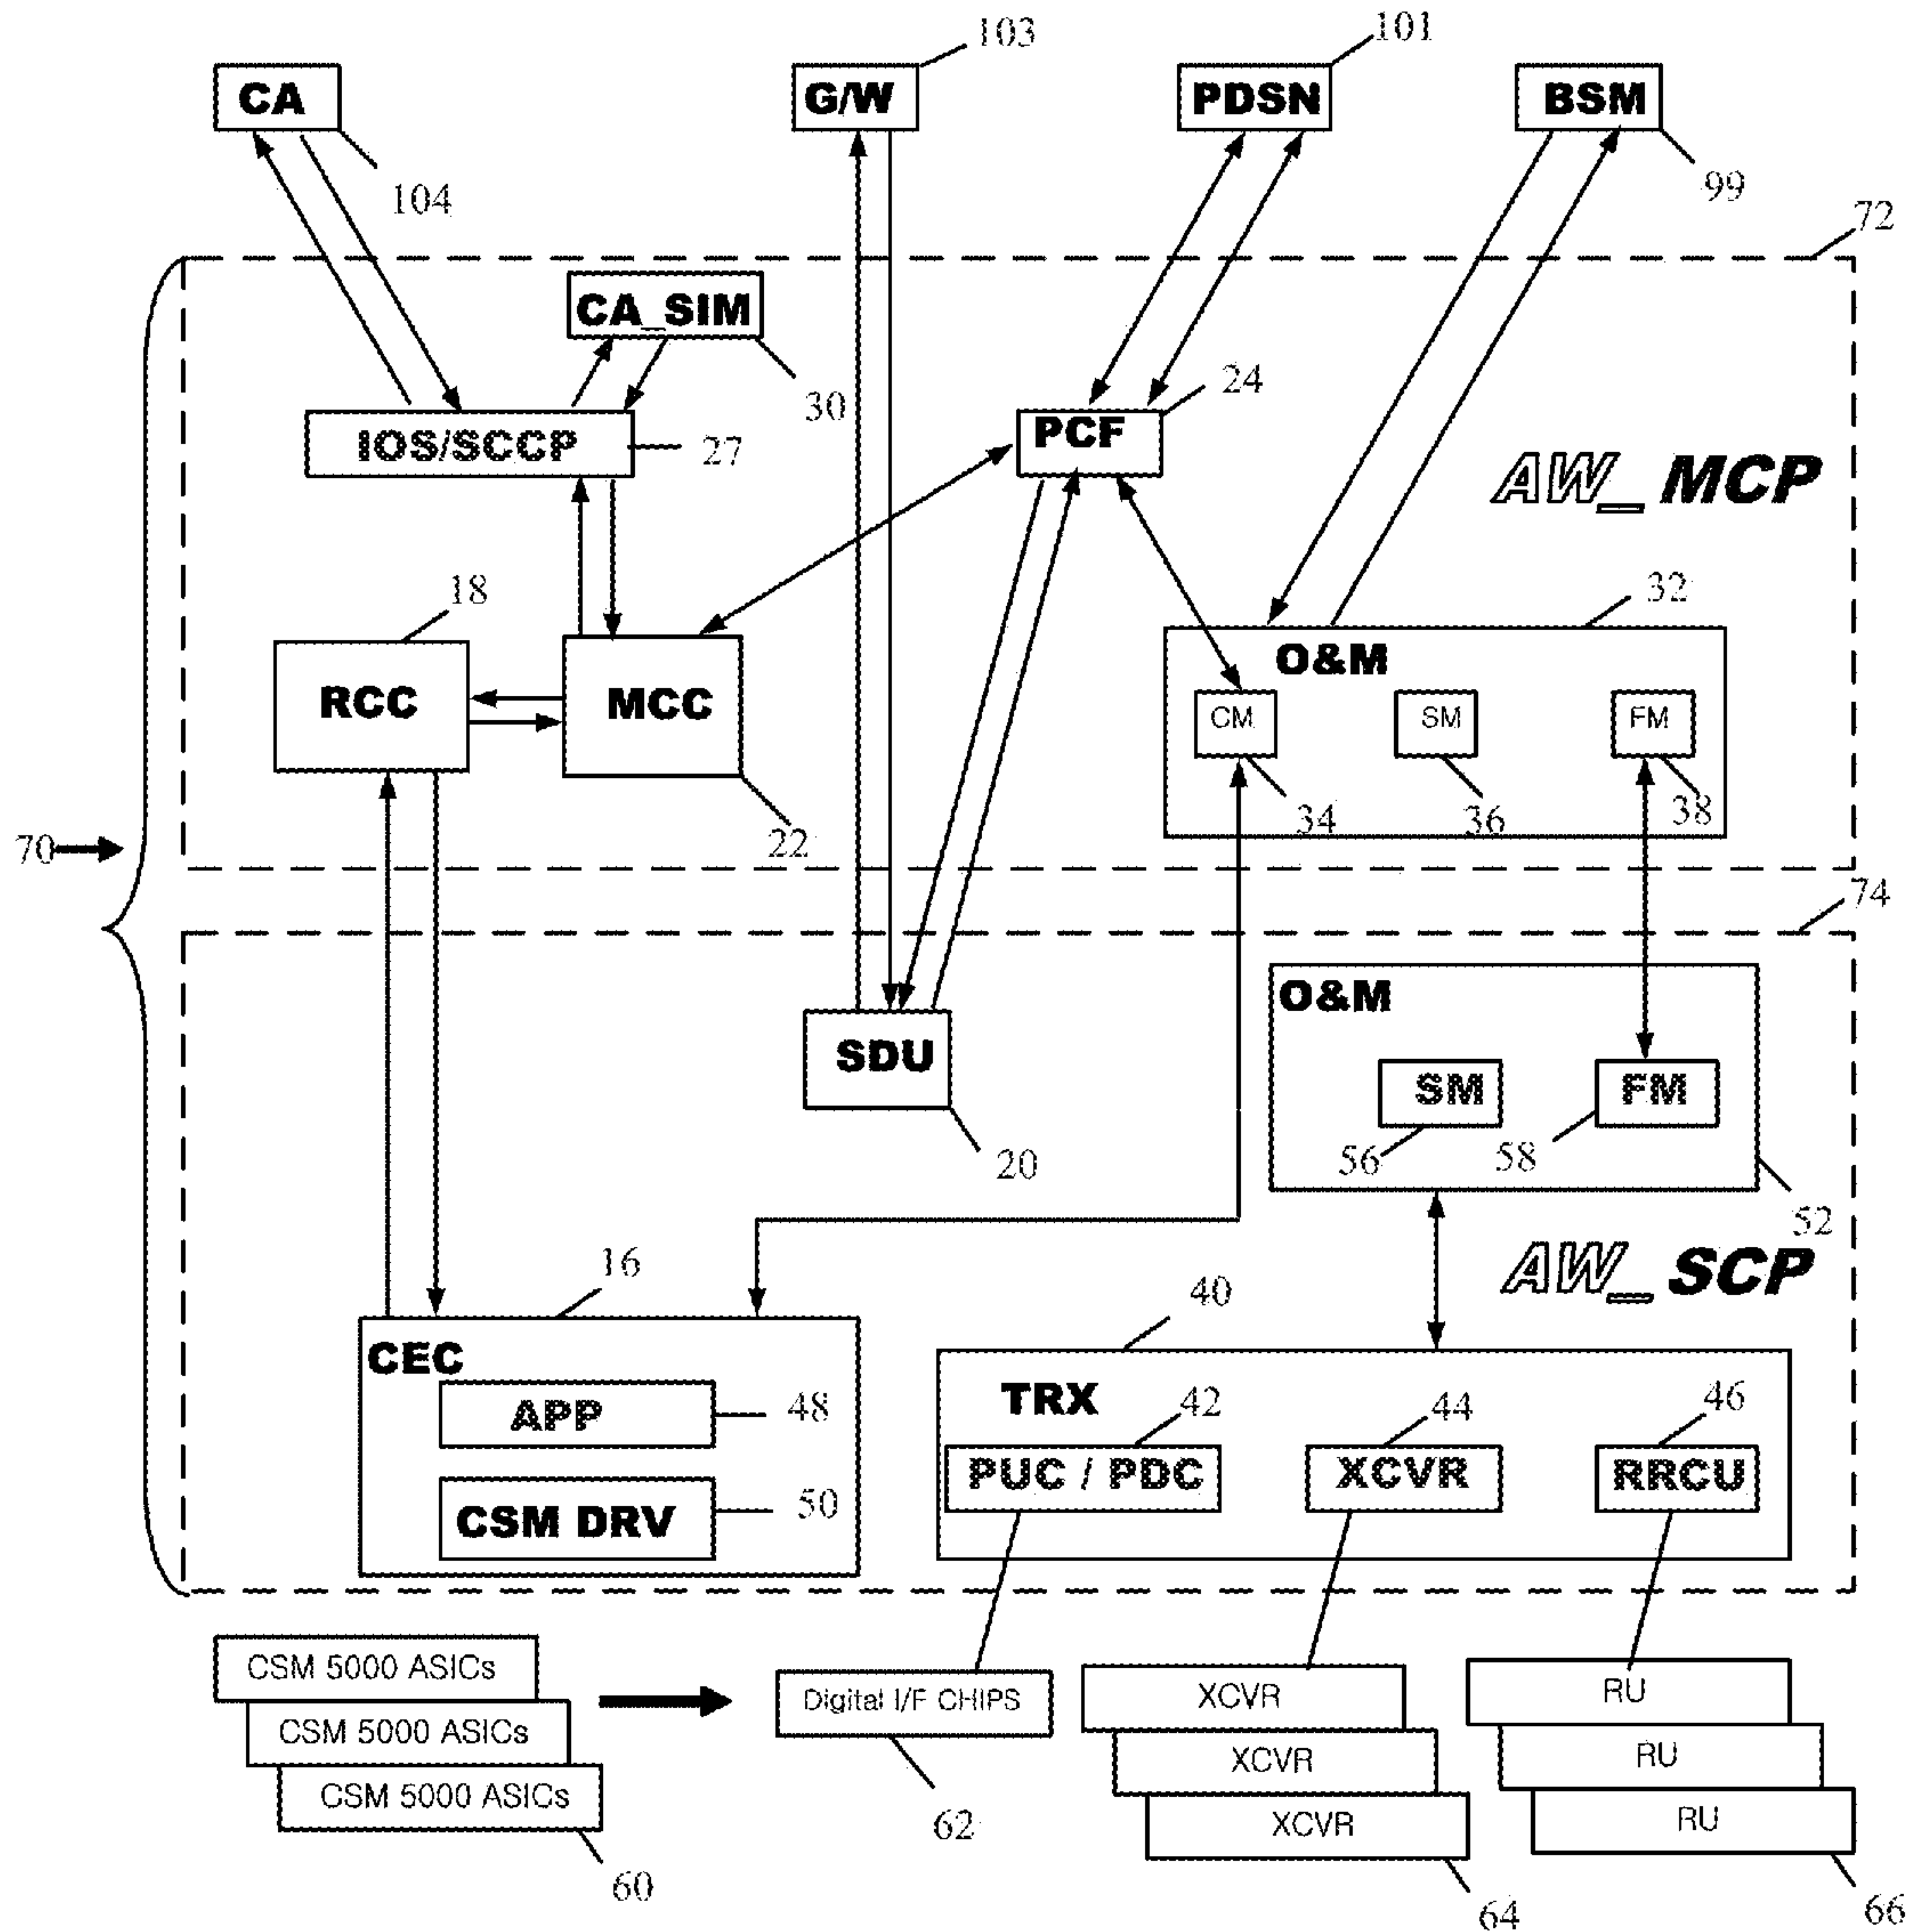 103
101
CA
G/W
PDSN
BSM
104
99
72
CA_SIM
30
24
IOS/SCCP
27
PCF
AW_MCP
18
32
RCC
MCC
O&M
CM
SM
FM
34
36
38
22
70
74
O&M
SDU
SM
FM
20
56
58
52
AW_SCP
16
40
CEC
TRX
APP
48
42
44
46
PUC / PDC
XCVR
RRCU
CSM DRV
50
CSM 5000 ASICs
CSM 5000 ASICs
CSM 5000 ASICs
Digital I/F CHIPS
XCVR
XCVR
XCVR
RU
RU
RU
60
62
64
66